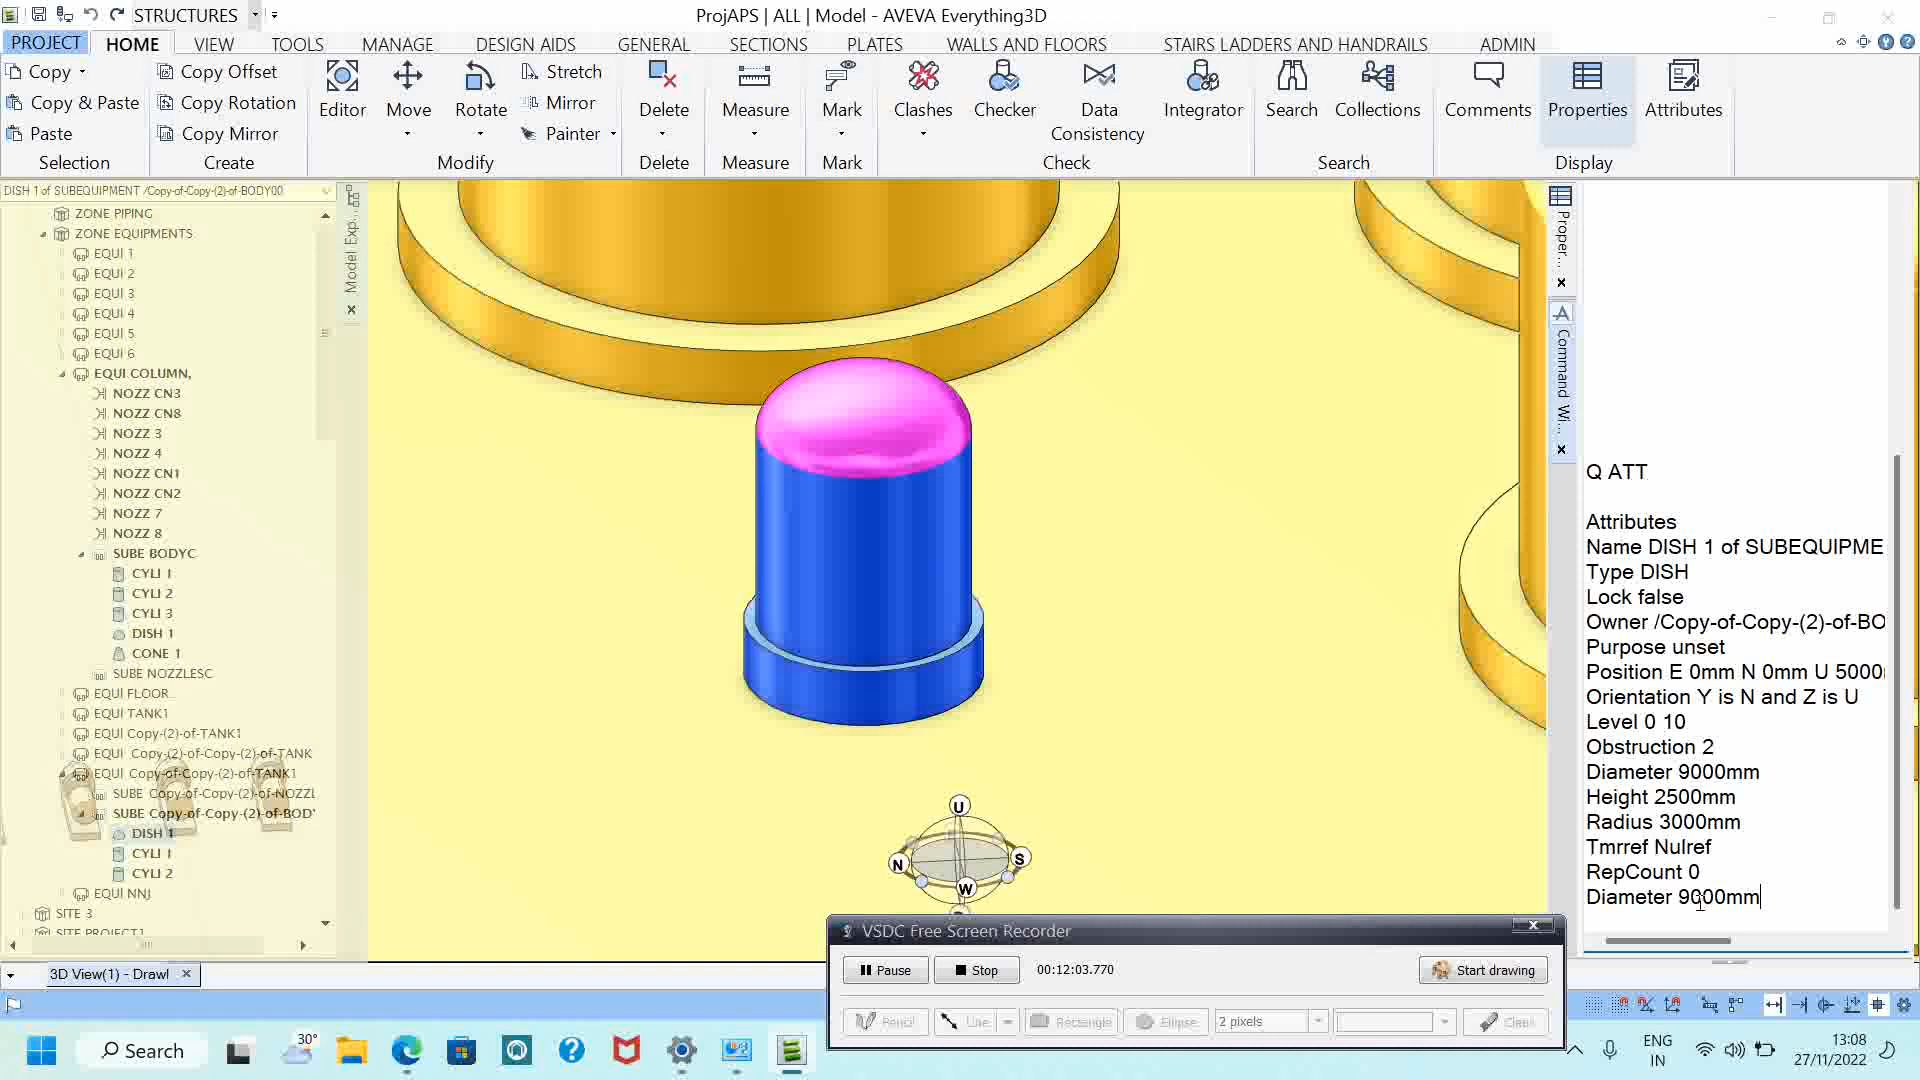 STRUCTURES
ProjAPS | ALL | Model - AVEVA Everything3D
PROJECT
HOME
VIEW
TOOLS
MANAGE
DESIGN AIDS
GENERAL
SECTIONS
PLATES
WALLS AND FLOORS
STAIRS LADDERS AND HANDRAILS
ADMIN
Copy
Copy & Paste
Paste
Selection
Copy Offset
Copy Rotation
Copy Mirror
Create
Editor
Move
Rotate
Stretch
Mirror
Painter
Modify
Delete
Delete
Measure
Measure
Mark
Mark
Clashes
Checker
Data
Consistency
Integrator
Check
Search
Collections
Search
Comments
Properties
Attributes
Display
DISH 1 of SUBEQUIPMENT /Copy-of-Copy-(2)-of-BODY00
ZONE PIPING
ZONE EQUIPMENTS
EQUI 1
EQUI 2
EQUI 3
EQUI 4
EQUI 5
EQUI 6
EQUI COLUMN,
NOZZ CN3
NOZZ CN8
NOZZ 3
NOZZ 4
NOZZ CN1
NOZZ CN2
NOZZ 7
NOZZ 8
SUBE BODYC
CYLI 1
CYLI 2
CYLI 3
DISH 1
CONE 1
SUBE NOZZLESC
EQUI FLOOR
EQUI TANK1
EQUI Copy-(2)-of-TANK1
EQUI Copy-(2)-of-Copy-(2)-of-TANK
EQUI Copy-of-Copy-(2)-of-TANK1
SUBE Copy-of-Copy-(2)-of-NOZZL
SUBE Copy-of-Copy-(2)-of-BOD'
DISH 1
CYLI 1
CYLI 2
EQUI NNJ
SITE 3
SITE PROJECT1
Model Exp...
U
N
S
W
Proper...
Command Wi...
Q ATT
Attributes
Name DISH 1 of SUBEQUIPME
Type DISH
Lock false
Owner /Copy-of-Copy-(2)-of-BO
Purpose unset
Position E 0mm N 0mm U 5000
Orientation Y is N and Z is U
Level 0 10
Obstruction 2
Diameter 9000mm
Height 2500mm
Radius 3000mm
Tmrref Nulref
RepCount 0
Diameter 9000mm
3D View(1) - Drawl
VSDC Free Screen Recorder
Pause
Stop
00:12:03.770
Start drawing
Pencil
Line
Rectangle
Ellipse
2 pixels
Search
30°
ENG
IN
13:08
27/11/2022